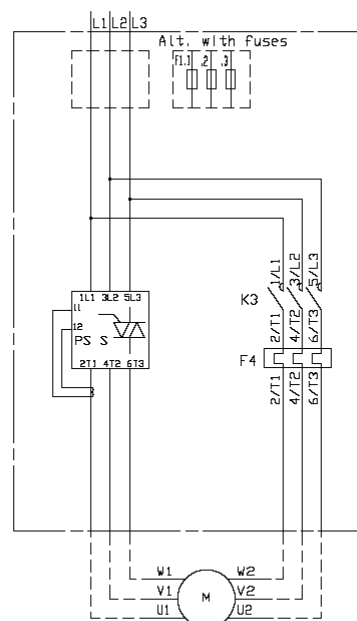 L1 L2 L3
Alt. with fuses
F1.1 .2 .3
1L1 3L2 5L3
11
12
PS S
2T1 4T2 6T3
1/L1 3/L2 5/L3
K3
2/T1 4/T2 6/T3
F4
2/T1 4/T2 6/T3
W1 W2
V1 M V2
U1 U2